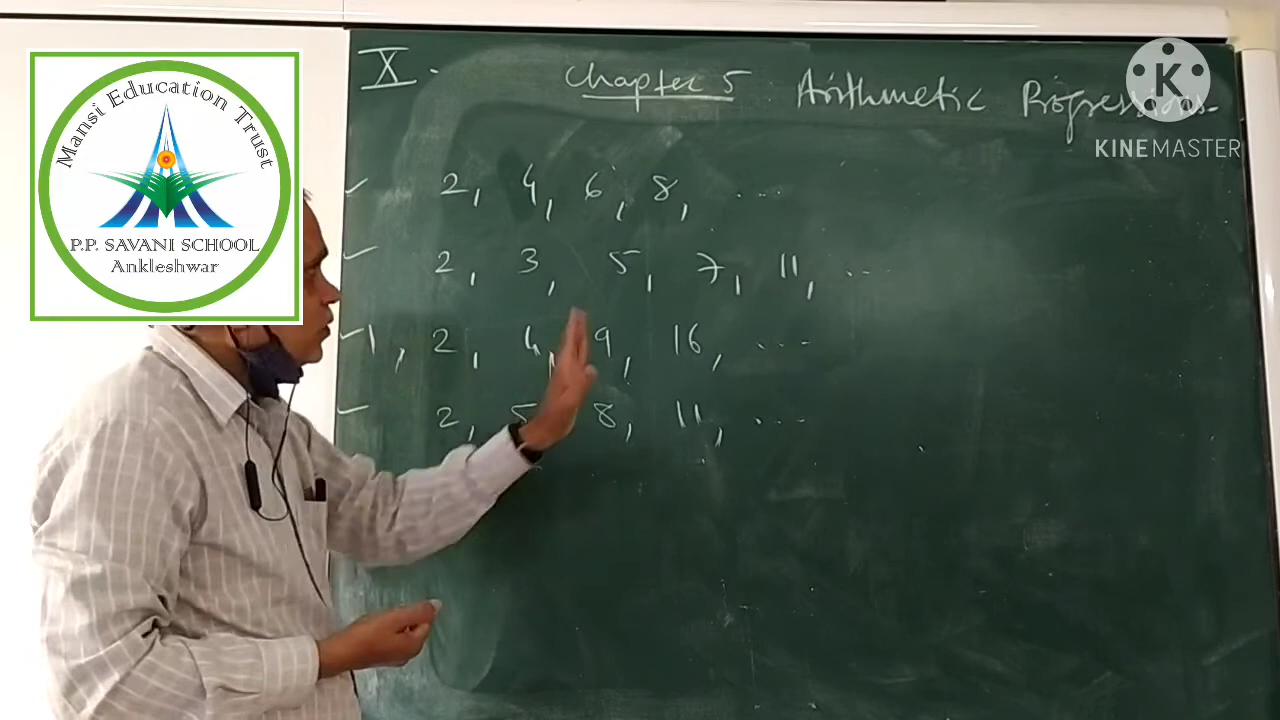 Mansi Education Trust
P.P. SAVANI SCHOOL
Ankleshwar
X.
Chapter 5 Arithmetic Progressions.
K
KINEMASTER
2, 4, 6, 8, ...
2, 3, 5, 7, 11, ...
1, 2, 4, 9, 16, ...
2, 5 8, 11, ...